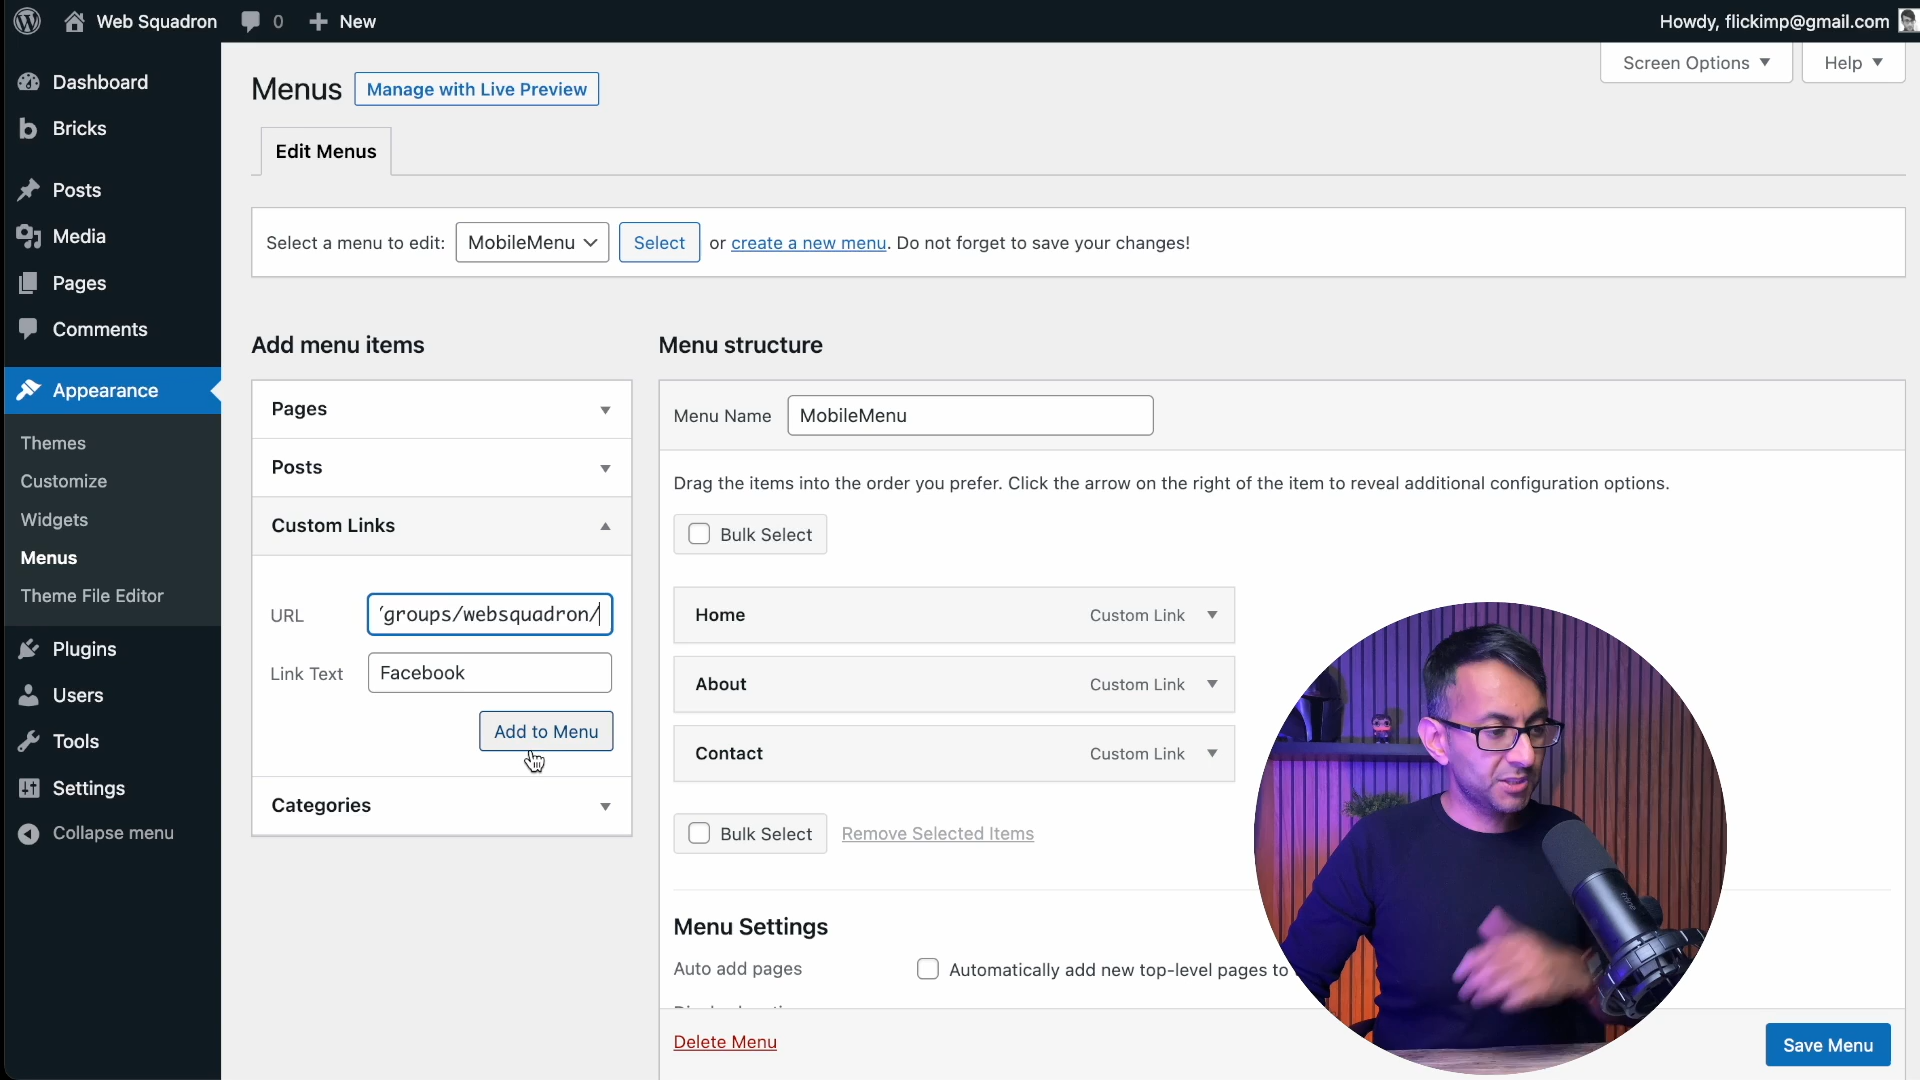 Web Squadron 0 New Howdy, flickimp@gmail.com
Screen Options Help
Dashboard
Bricks
Posts
Media
Pages
Comments
Appearance
Themes
Customize
Widgets
Menus
Theme File Editor
Plugins
Users
Tools
Settings
Collapse menu
Menus Manage with Live Preview
Edit Menus
Select a menu to edit: MobileMenu Select or create a new menu. Do not forget to save your changes!
Add menu items
Pages
Posts
Custom Links
URL /groups/websquadron/
Link Text Facebook
Add to Menu
Categories
Menu structure
Menu Name MobileMenu
Drag the items into the order you prefer. Click the arrow on the right of the item to reveal additional configuration options.
Bulk Select
Home Custom Link
About Custom Link
Contact Custom Link
Bulk Select Remove Selected Items
Menu Settings
Auto add pages Automatically add new top-level pages to
Delete Menu Save Menu